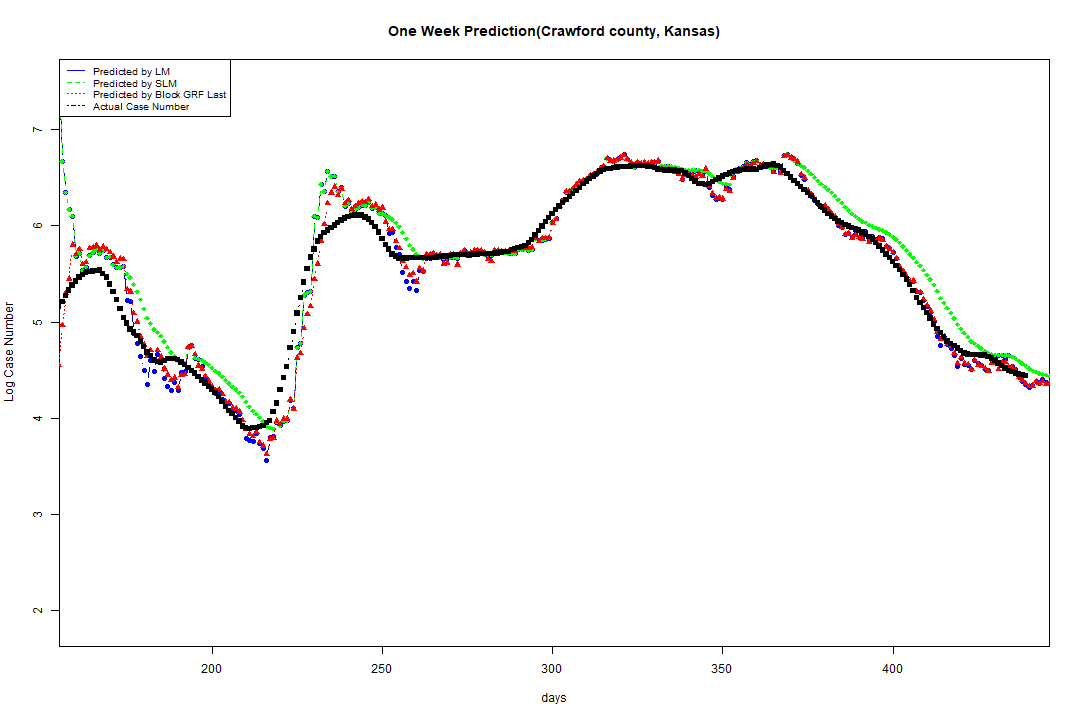 One Week Prediction(Crawford county, Kansas)
Predicted by LM
Predicted by SLM
Predicted by Block GRF Last
Actual Case Number
7
6
5
4
3
2
Log Case Number
200 250 300 350 400
days